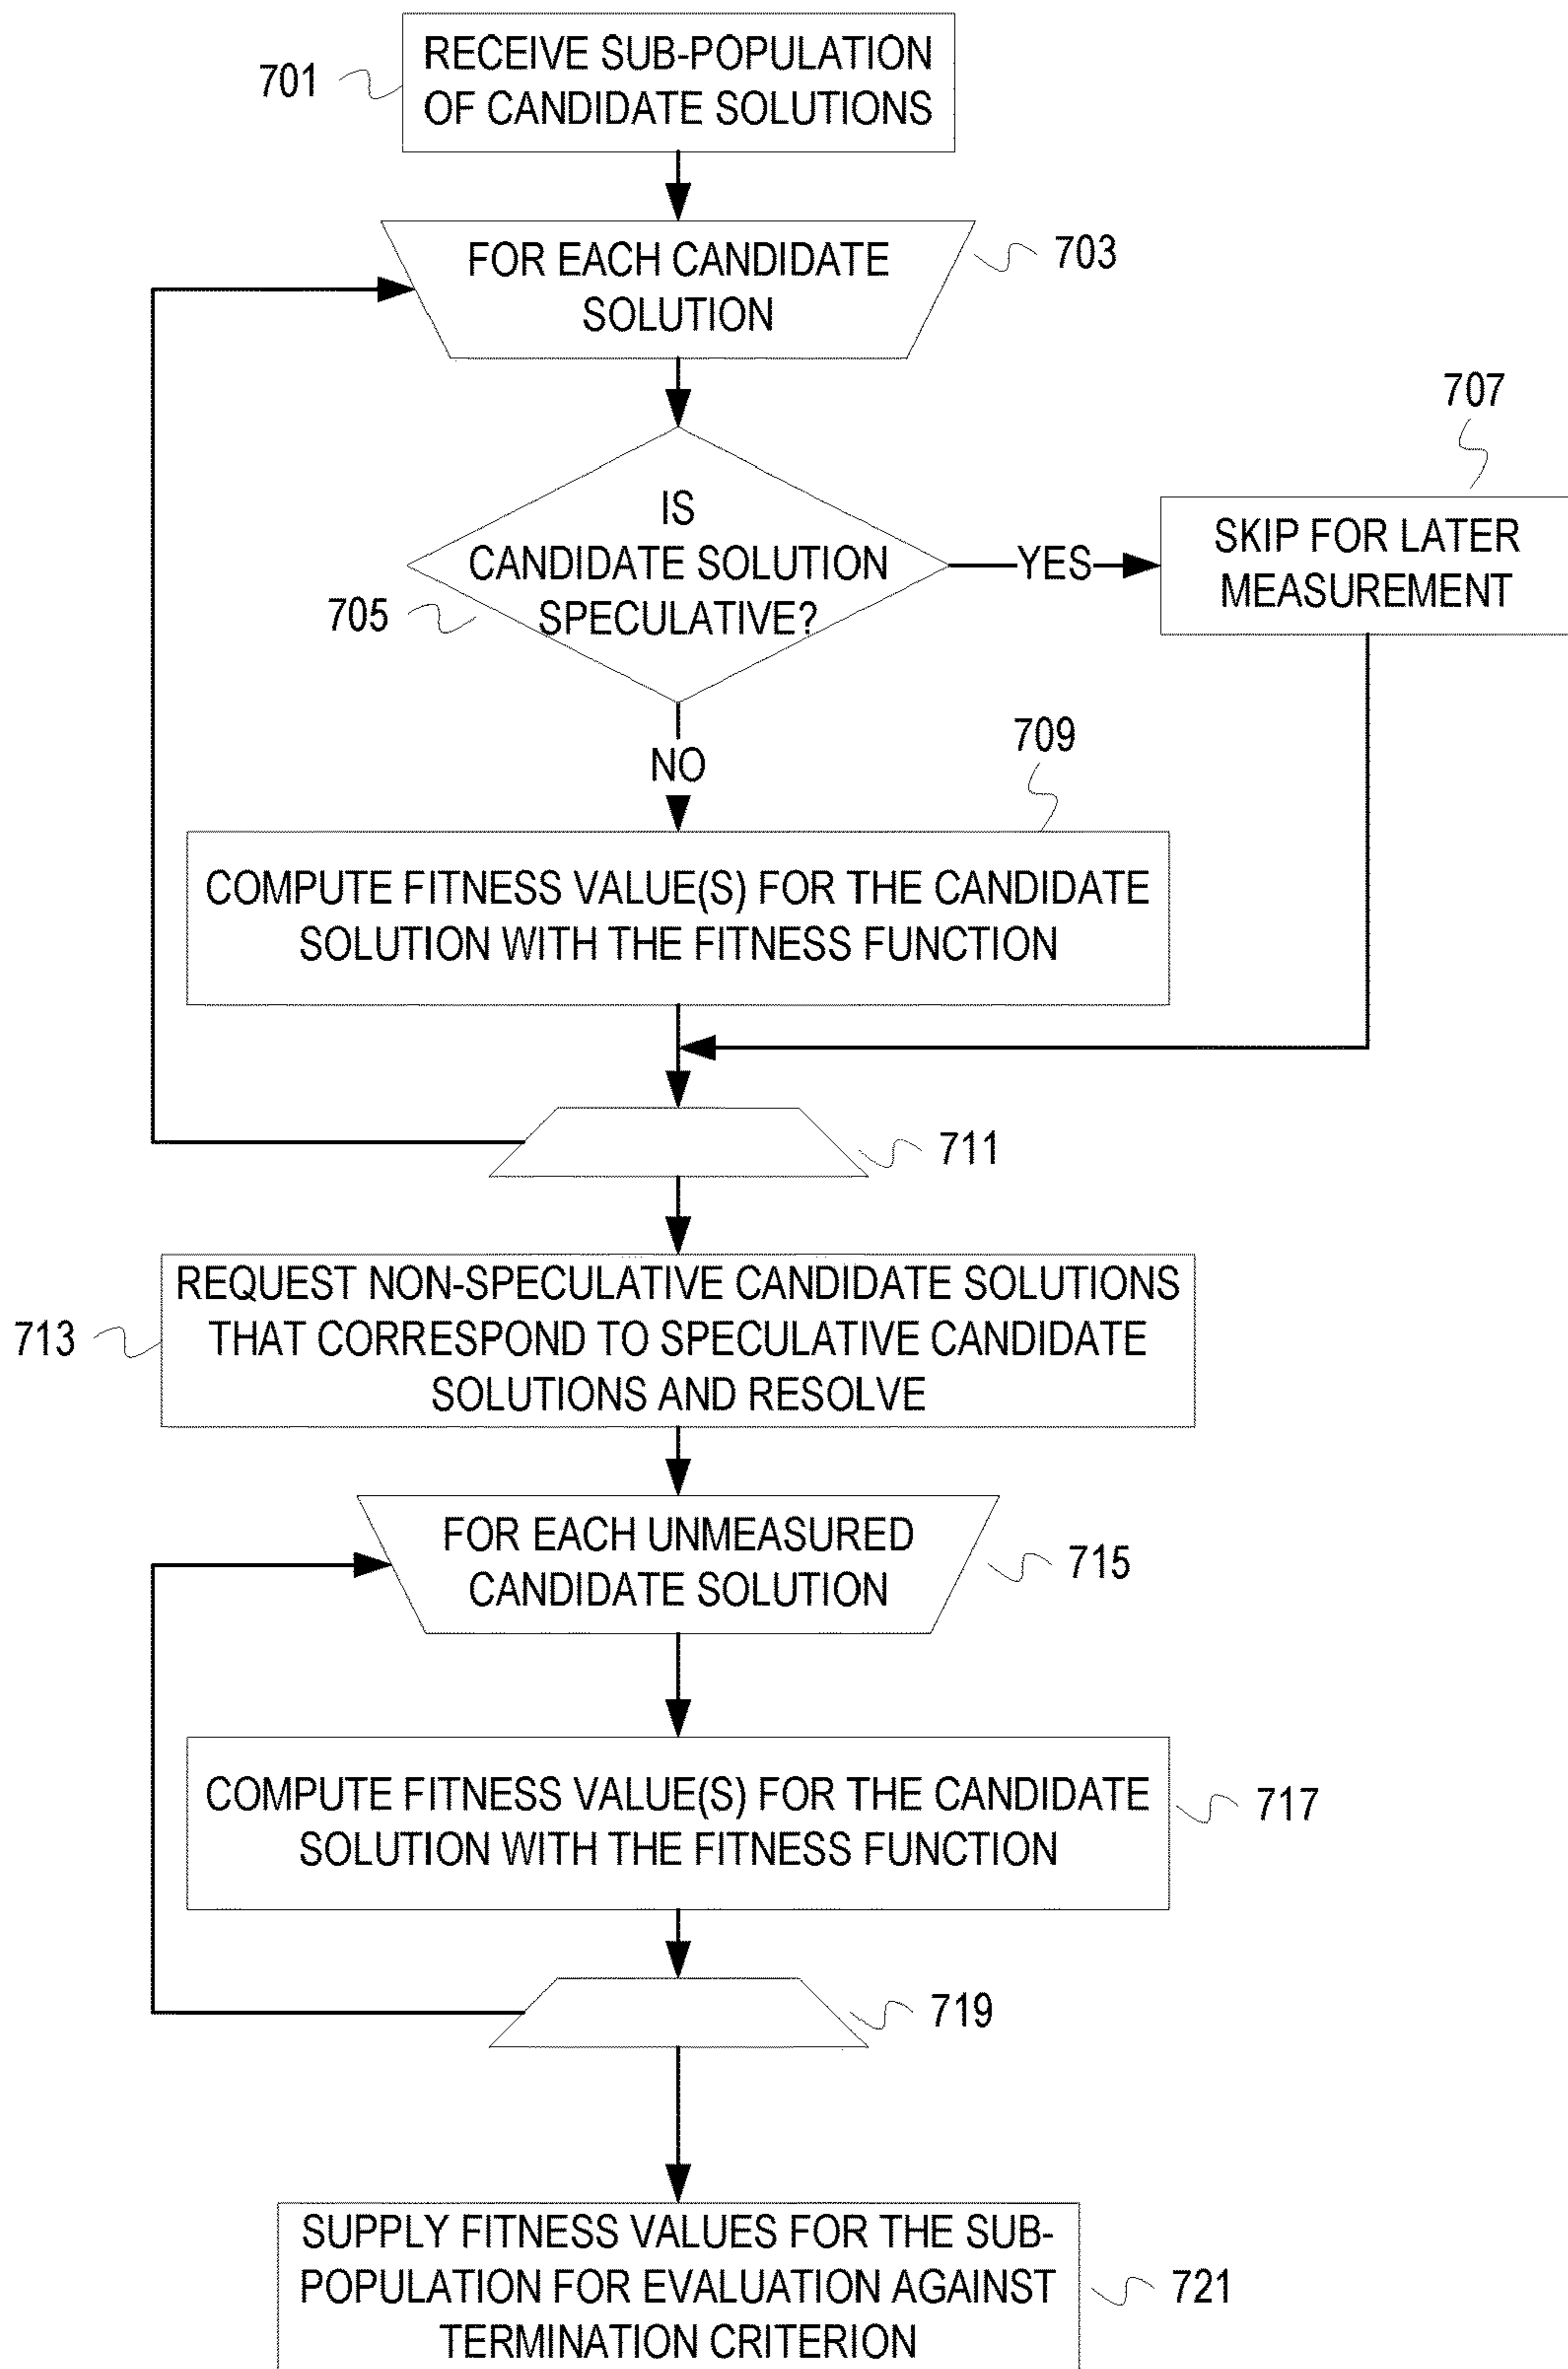 701
RECEIVE SUB-POPULATION
OF CANDIDATE SOLUTIONS
FOR EACH CANDIDATE
SOLUTION
703
IS
CANDIDATE SOLUTION
SPECULATIVE?
705
YES
707
SKIP FOR LATER
MEASUREMENT
NO
709
COMPUTE FITNESS VALUE(S) FOR THE CANDIDATE
SOLUTION WITH THE FITNESS FUNCTION
711
713
REQUEST NON-SPECULATIVE CANDIDATE SOLUTIONS
THAT CORRESPOND TO SPECULATIVE CANDIDATE
SOLUTIONS AND RESOLVE
FOR EACH UNMEASURED
CANDIDATE SOLUTION
715
COMPUTE FITNESS VALUE(S) FOR THE CANDIDATE
SOLUTION WITH THE FITNESS FUNCTION
717
719
SUPPLY FITNESS VALUES FOR THE SUB-
POPULATION FOR EVALUATION AGAINST
TERMINATION CRITERION
721